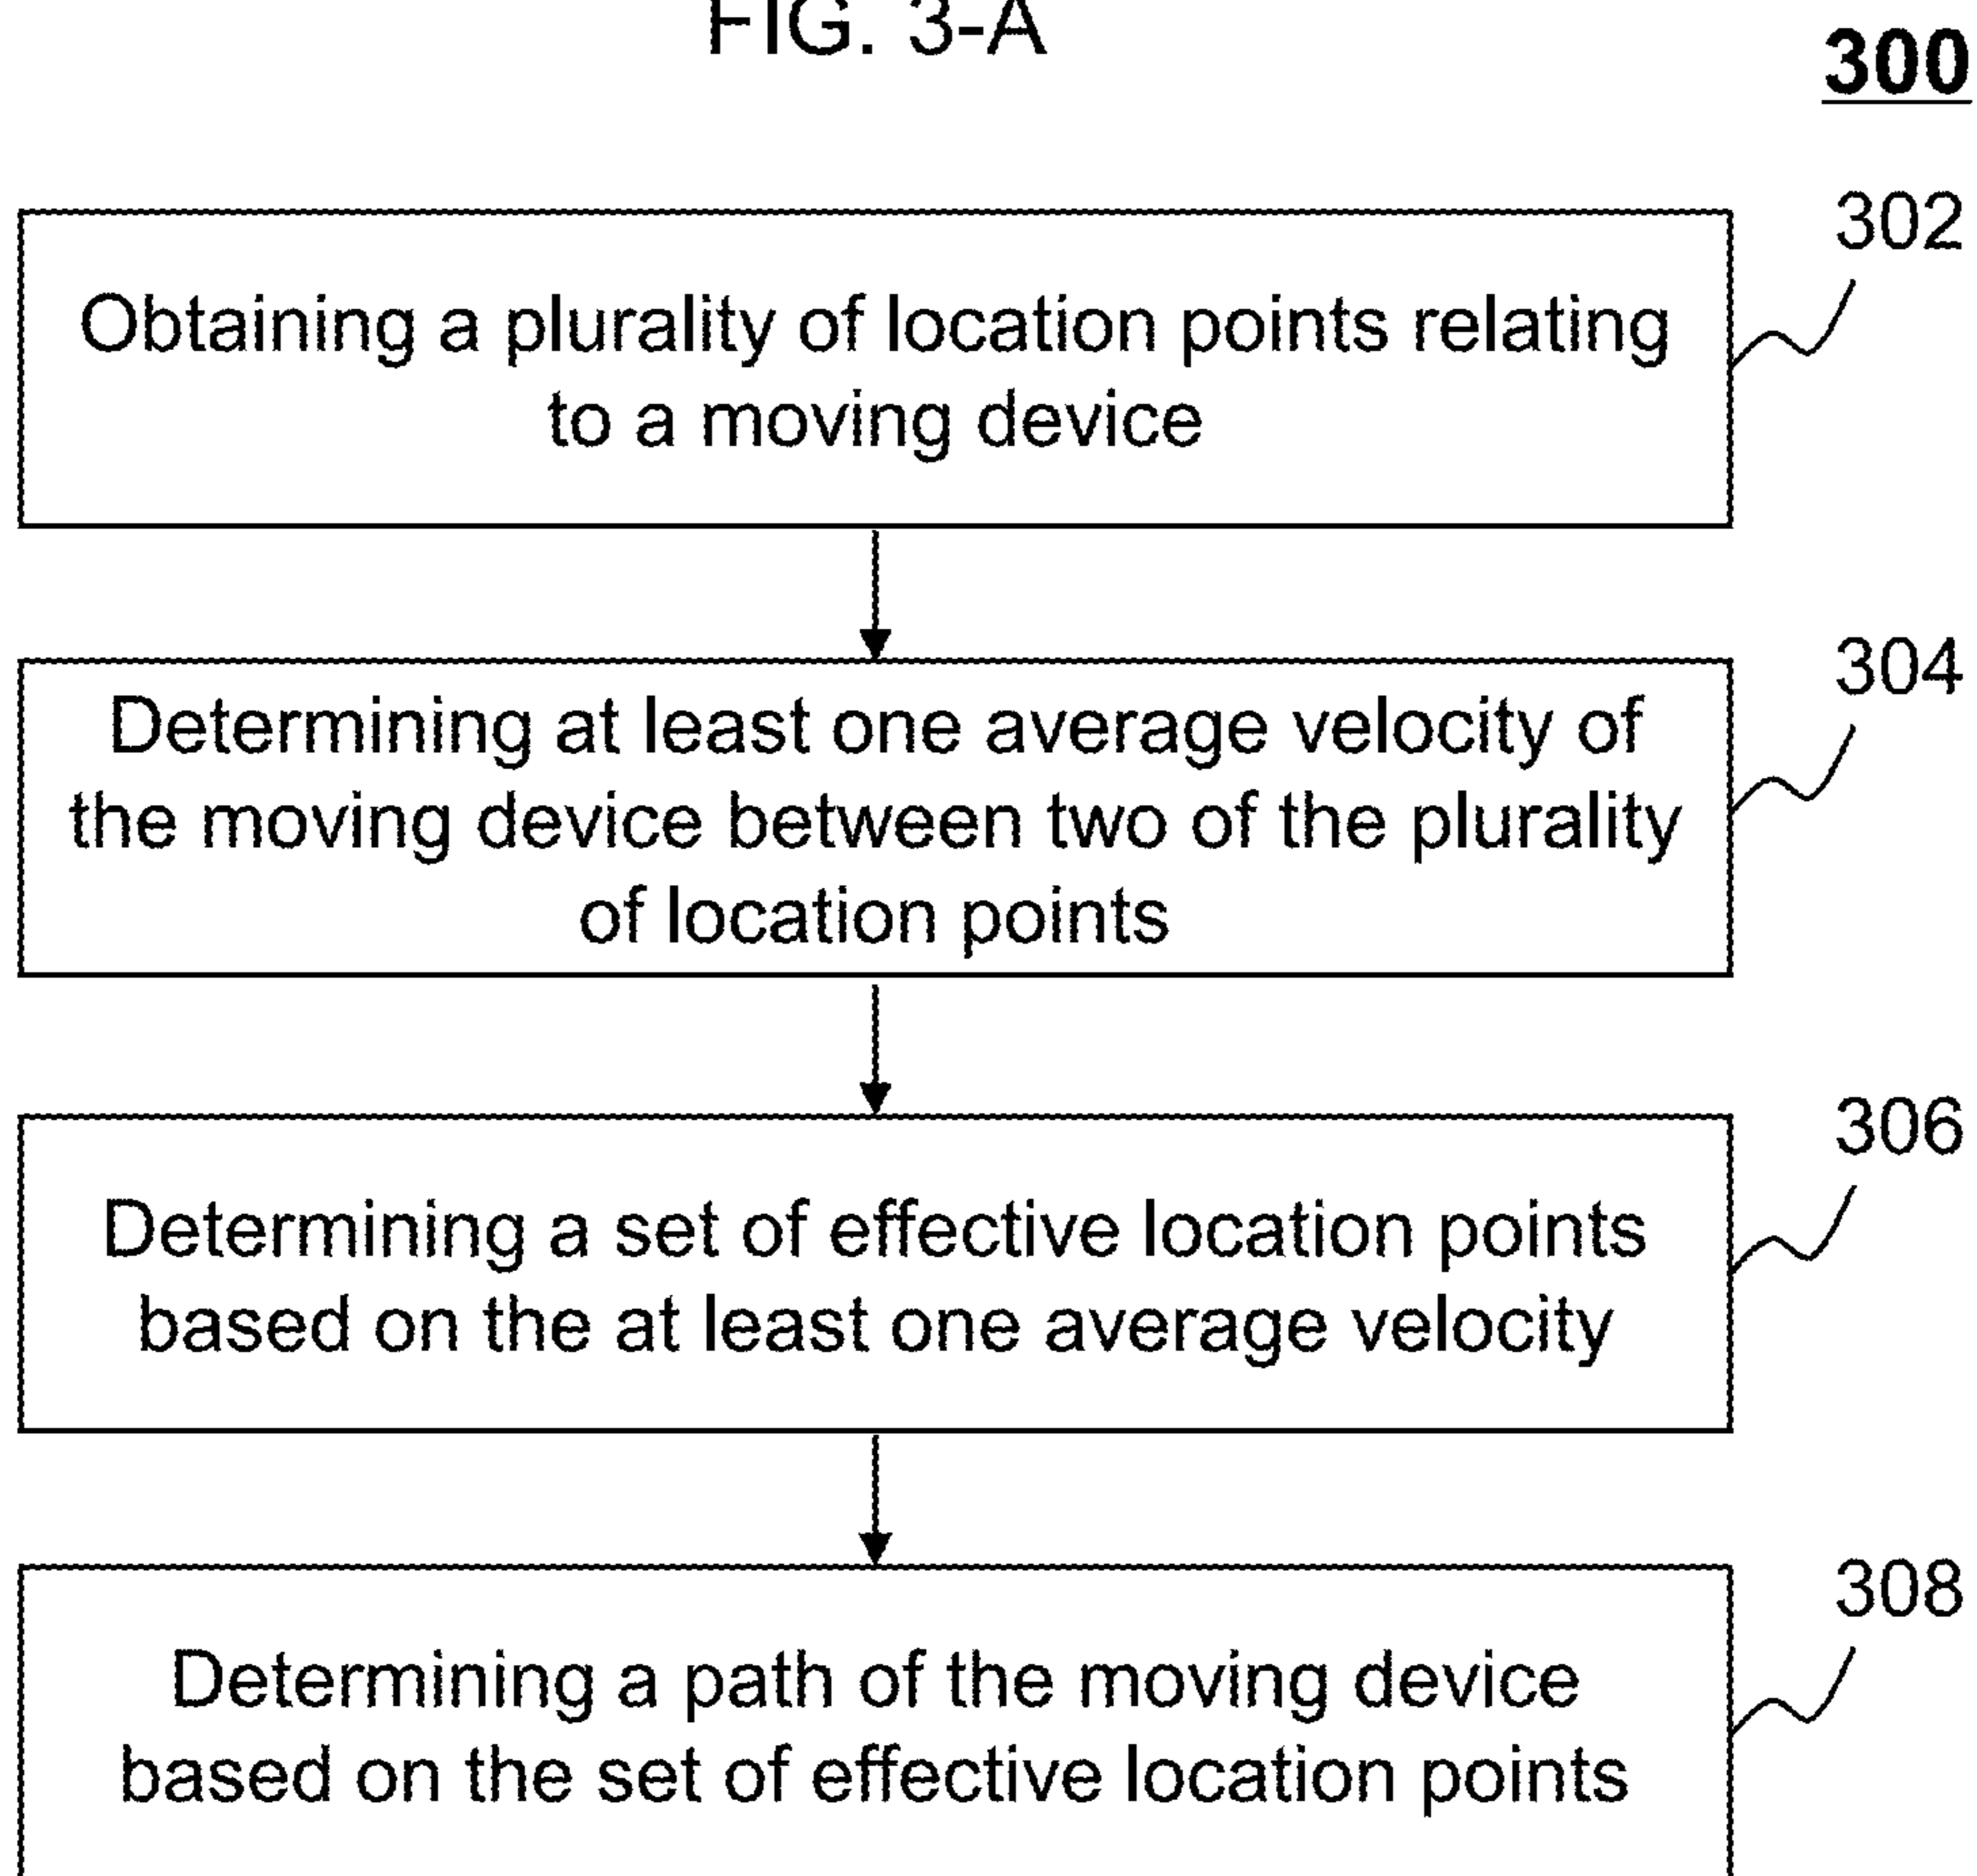 FIG. 3-A
300
302
Obtaining a plurality of location points relating
to a moving device
304
Determining at least one average velocity of
the moving device between two of the plurality
of location points
306
Determining a set of effective location points
based on the at least one average velocity
308
Determining a path of the moving device
based on the set of effective location points